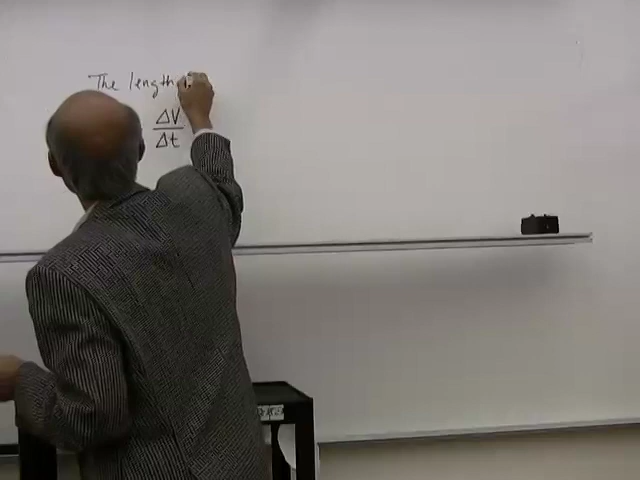 The length
ΔV
Δt